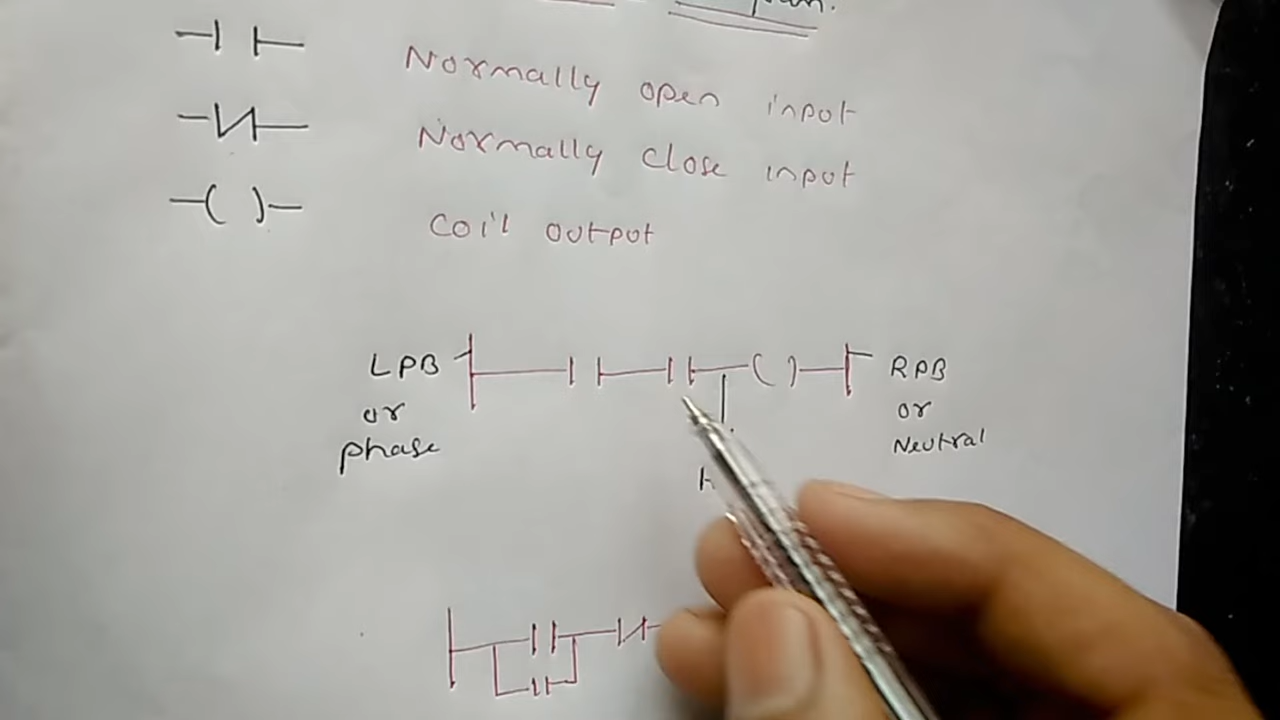 Normally open input
Normally close input
coil output
LPB
or
phase
RPB
or
Neutral